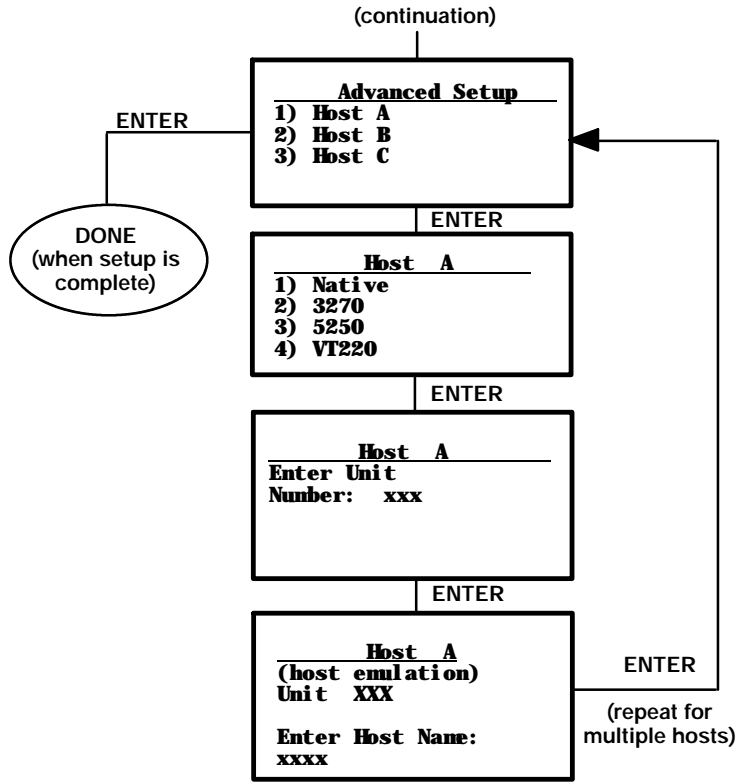 (continuation)
Advanced Setup
1) Host A
2) Host B
3) Host C
ENTER
DONE
(when setup is
complete)
ENTER
Host A
1) Native
2) 3270
3) 5250
4) VT220
ENTER
Host A
Enter Unit
Number: xxx
ENTER
Host A
(host emulation)
Unit XXX
Enter Host Name:
xxxx
ENTER
(repeat for
multiple hosts)